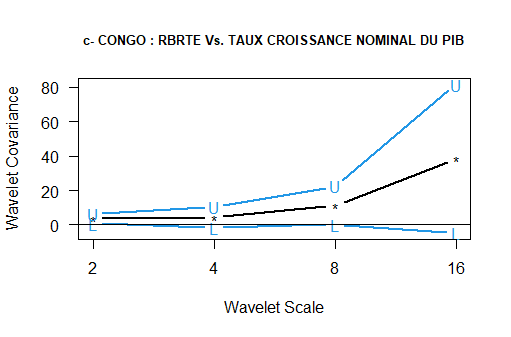 c- CONGO : RBRTE Vs. TAUX CROISSANCE NOMINAL DU PIB
Wavelet Covariance
80
60
40
20
0
U U U U
* * * *
L L L L
2 4 8 16
Wavelet Scale